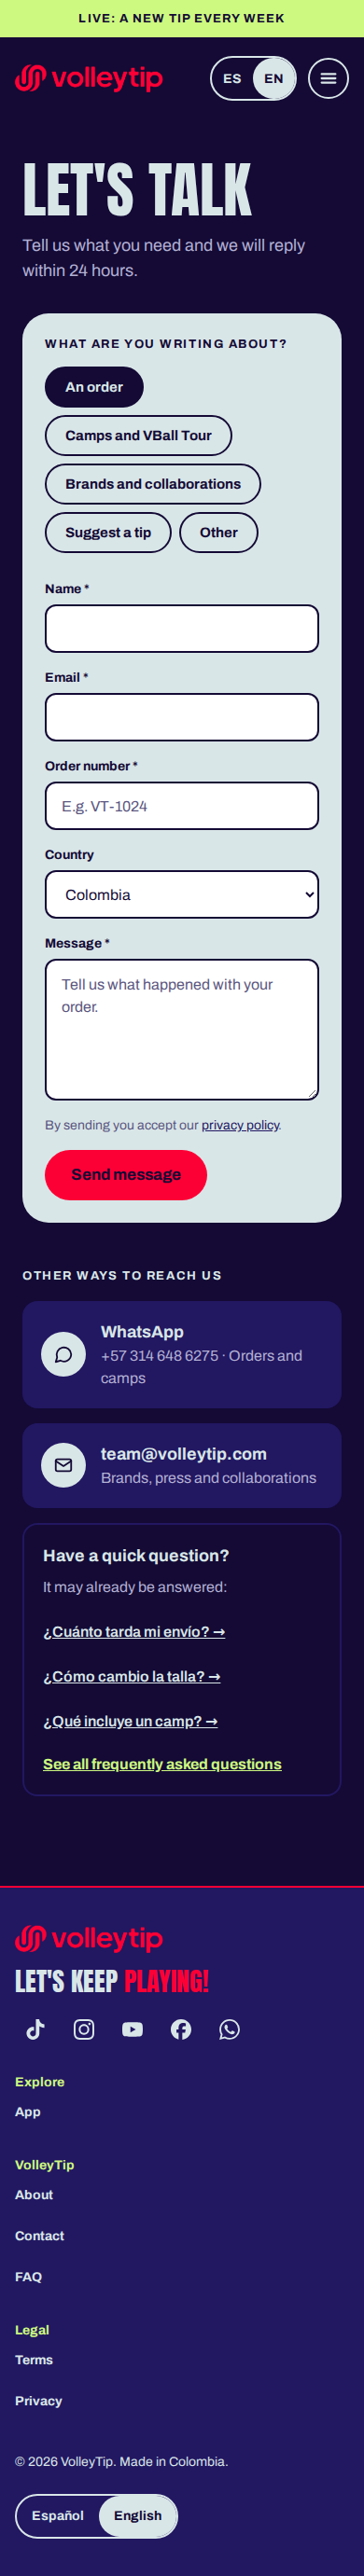 LIVE: A NEW TIP EVERY WEEK
volleytip
ES EN
LET'S TALK
Tell us what you need and we will reply
within 24 hours.
WHAT ARE YOU WRITING ABOUT?
An order
Camps and VBall Tour
Brands and collaborations
Suggest a tip Other
Name *
Email *
Order number *
E.g. VT-1024
Country
Colombia
Message *
Tell us what happened with your
order.
By sending you accept our privacy policy.
Send message
OTHER WAYS TO REACH US
WhatsApp
+57 314 648 6275 · Orders and
camps
team@volleytip.com
Brands, press and collaborations
Have a quick question?
It may already be answered:
¿Cuánto tarda mi envío? →
¿Cómo cambio la talla? →
¿Qué incluye un camp? →
See all frequently asked questions
volleytip
LET'S KEEP PLAYING!
Explore
App
VolleyTip
About
Contact
FAQ
Legal
Terms
Privacy
© 2026 VolleyTip. Made in Colombia.
Español English